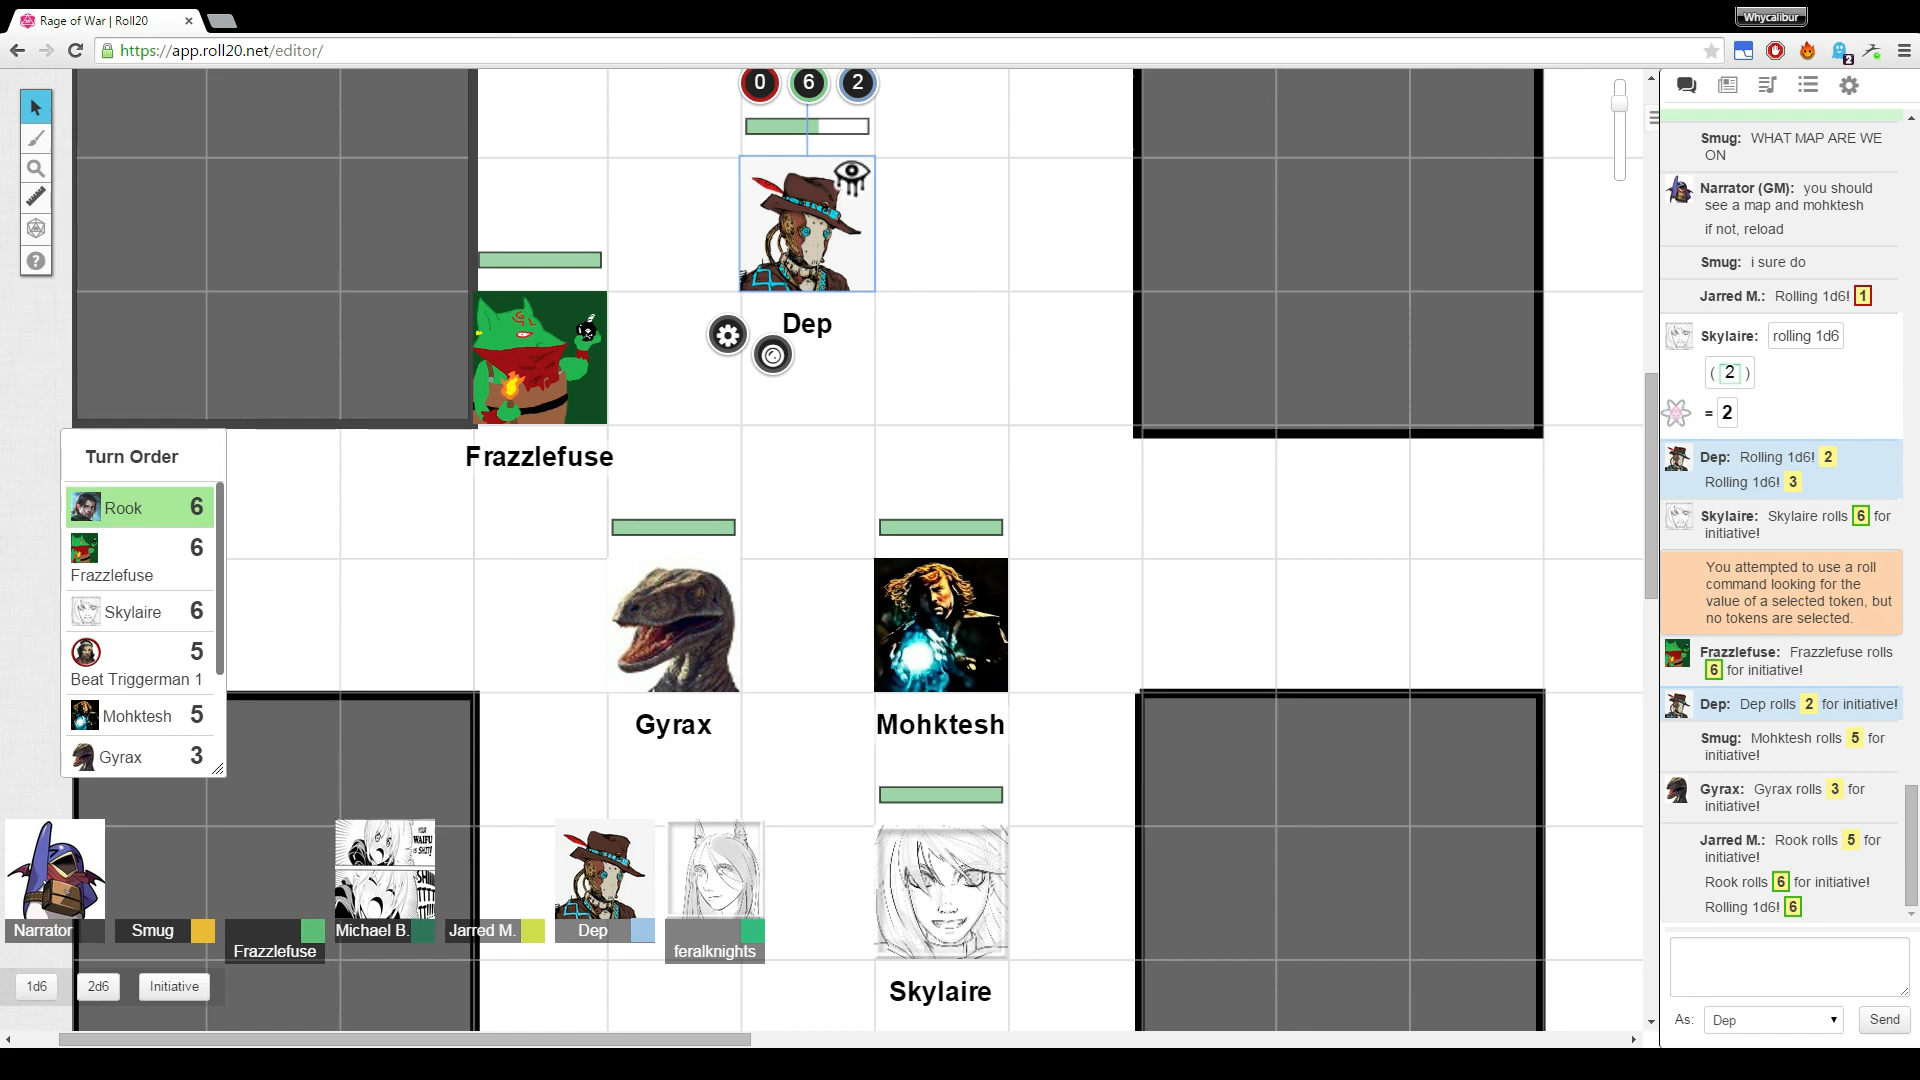 Rage of War | Roll20
Whycalibur
https://app.roll20.net/editor/
2
0
6
2
Dep
Frazzlefuse
Turn Order
Rook 6
6
Frazzlefuse
Skylaire 6
5
Beat Triggerman 1
Mohktesh 5
Gyrax 3
Gyrax
Mohktesh
Skylaire
YOUR
WAIFU
IS SHIT!
Narrator
Smug
Frazzlefuse
Michael B.
Jarred M.
Dep
feralknights
1d6
2d6
Initiative
Smug: WHAT MAP ARE WE
ON
Narrator (GM): you should
see a map and mohktesh
if not, reload
Smug: i sure do
Jarred M.: Rolling 1d6! 1
Skylaire: rolling 1d6
( 2 )
= 2
Dep: Rolling 1d6! 2
Rolling 1d6! 3
Skylaire: Skylaire rolls 6 for
initiative!
You attempted to use a roll
command looking for the
value of a selected token, but
no tokens are selected.
Frazzlefuse: Frazzlefuse rolls
6 for initiative!
Dep: Dep rolls 2 for initiative!
Smug: Mohktesh rolls 5 for
initiative!
Gyrax: Gyrax rolls 3 for
initiative!
Jarred M.: Rook rolls 5 for
initiative!
Rook rolls 6 for initiative!
Rolling 1d6! 6
As: Dep
Send